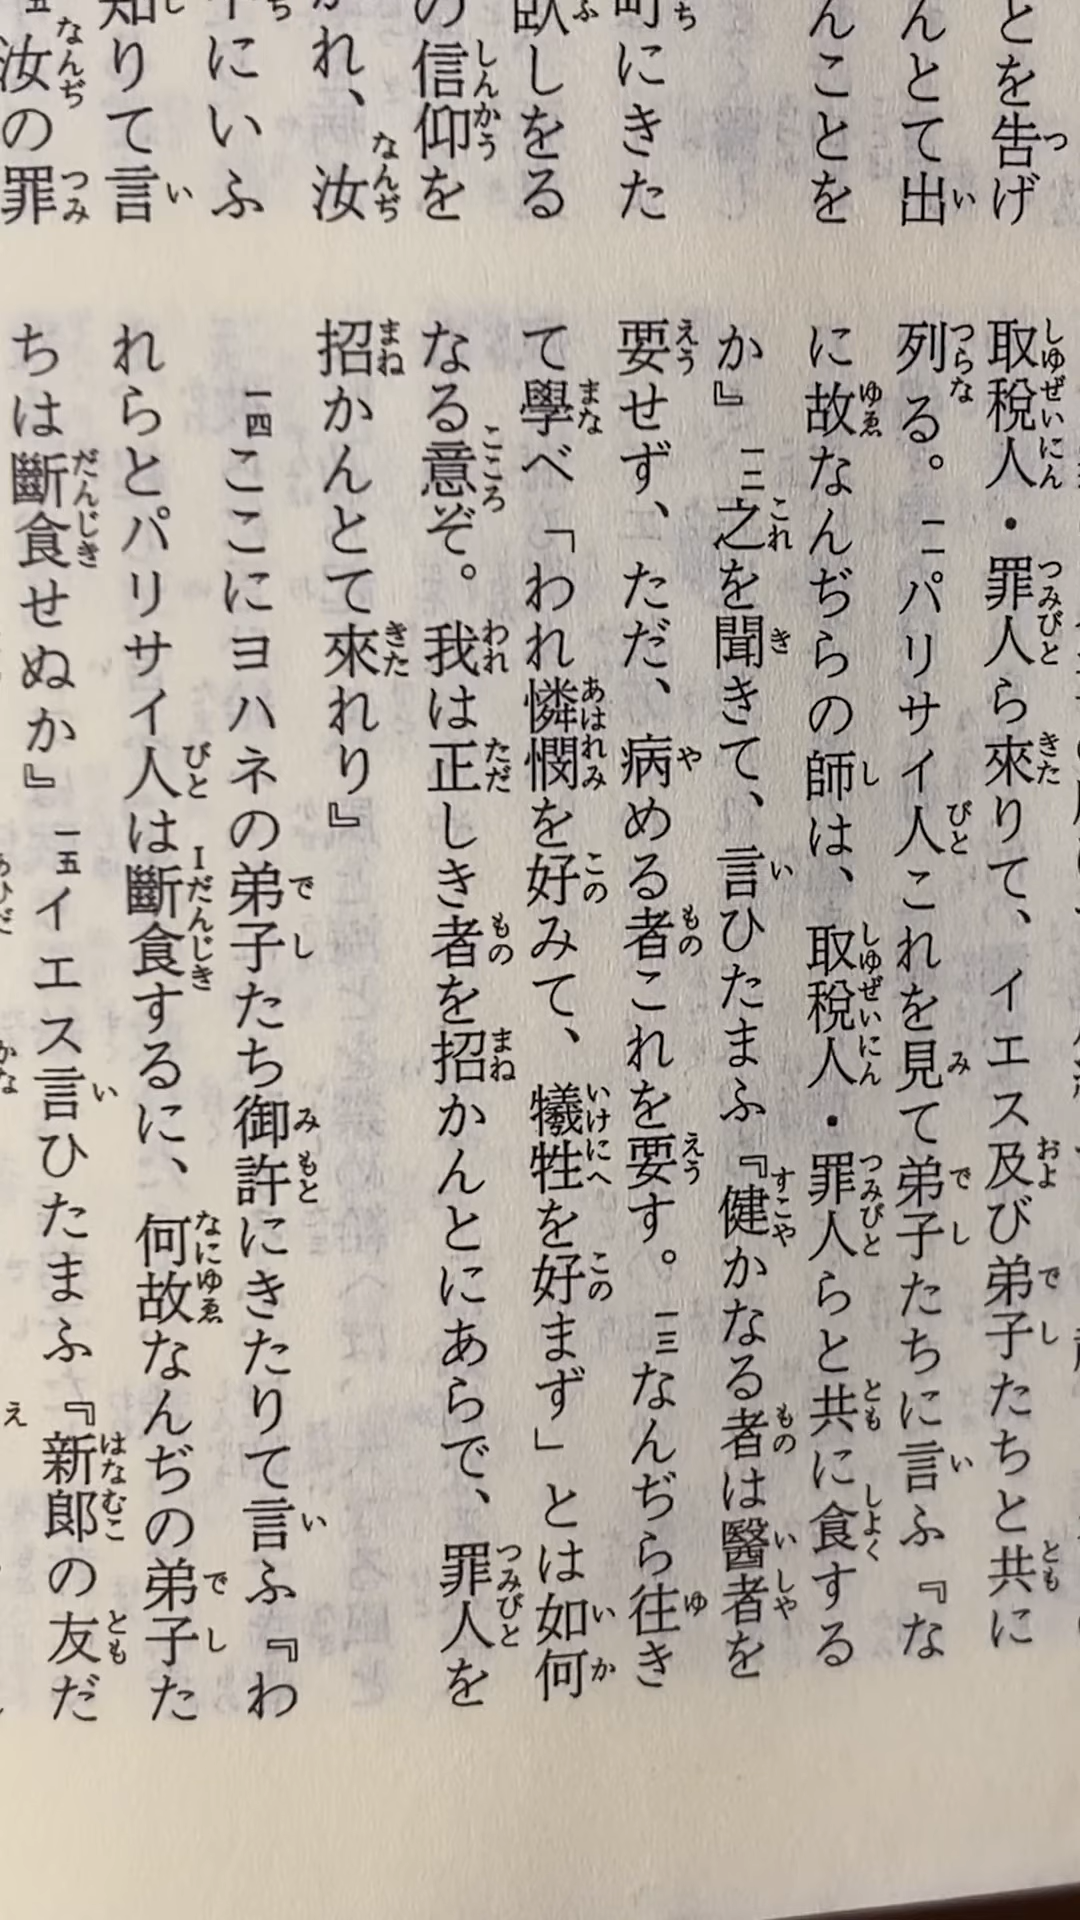 とを告げ
んとて出
んことを
町にきた
臥しをる
の信仰を
かれ、汝
中にいふ
知りて言
汝の罪
取税人・罪人ら來りて、イエス及び弟子たちと共に
列る。一一パリサイ人これを見て弟子たちに言ふ『な
に故なんぢらの師は、取税人・罪人らと共に食する
か』一二之を聞きて、言ひたまふ『健かなる者は醫者を
要せず、ただ、病める者これを要す。一三なんぢら往き
て學べ「われ憐憫を好みて、犧牲を好まず」とは如何
なる意ぞ。我は正しき者を招かんとにあらで、罪人を
招かんとて來れり』
一四ここにヨハネの弟子たち御許にきたりて言ふ『わ
れらとパリサイ人は斷食するに、何故なんぢの弟子た
ちは斷食せぬか』一五イエス言ひたまふ『新郎の友だ